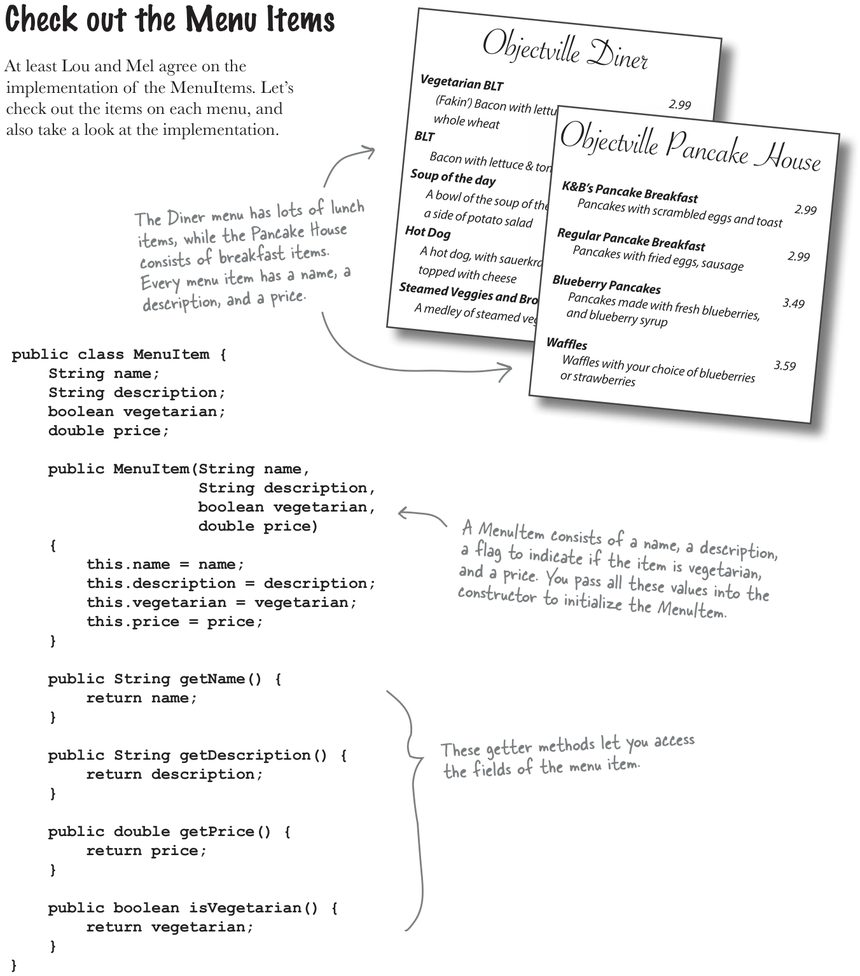 Check out the Menu Items
At least Lou and Mel agree on the
implementation of the MenuItems. Let's
check out the items on each menu, and
also take a look at the implementation.
Objectville Diner
Vegetarian BLT
(Fakin') Bacon with lettu
2.99
whole wheat
BLT
Bacon with lettuce & tom
Soup of the day
A bowl of the soup of the
a side of potato salad
Hot Dog
A hot dog, with sauerkra
topped with cheese
Steamed Veggies and Bro
A medley of steamed veg
Objectville Pancake House
K&B's Pancake Breakfast
Pancakes with scrambled eggs and toast
2.99
Regular Pancake Breakfast
Pancakes with fried eggs, sausage
2.99
Blueberry Pancakes
Pancakes made with fresh blueberries,
3.49
and blueberry syrup
Waffles
Waffles with your choice of blueberries
3.59
or strawberries
The Diner menu has lots of lunch
items, while the Pancake House
consists of breakfast items.
Every menu item has a name, a
description, and a price.
public class MenuItem {
String name;
String description;
boolean vegetarian;
double price;
public MenuItem(String name,
String description,
boolean vegetarian,
double price)
{
this.name = name;
this.description = description;
this.vegetarian = vegetarian;
this.price = price;
}
A MenuItem consists of a name, a description,
a flag to indicate if the item is vegetarian,
and a price. You pass all these values into the
constructor to initialize the MenuItem.
public String getName() {
return name;
}
public String getDescription() {
return description;
}
public double getPrice() {
return price;
}
public boolean isVegetarian() {
return vegetarian;
}
}
These getter methods let you access
the fields of the menu item.